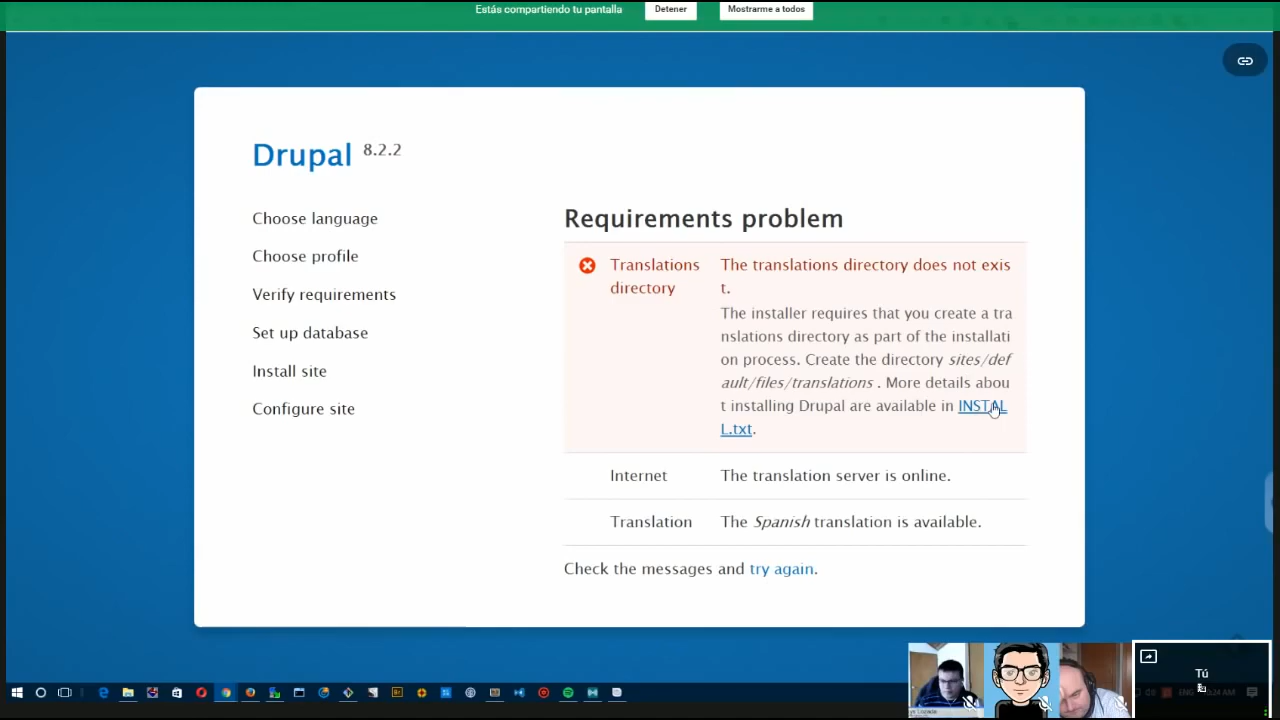 Estás compartiendo tu pantalla
Detener
Mostrarme a todos
Drupal 8.2.2
Choose language
Choose profile
Verify requirements
Set up database
Install site
Configure site
Requirements problem
Translations
directory
The translations directory does not exis
t.
The installer requires that you create a tra
nslations directory as part of the installati
on process. Create the directory sites/def
ault/files/translations . More details abou
t installing Drupal are available in INSTAL
L.txt.
Internet
The translation server is online.
Translation
The Spanish translation is available.
Check the messages and try again.
Tú
ENG